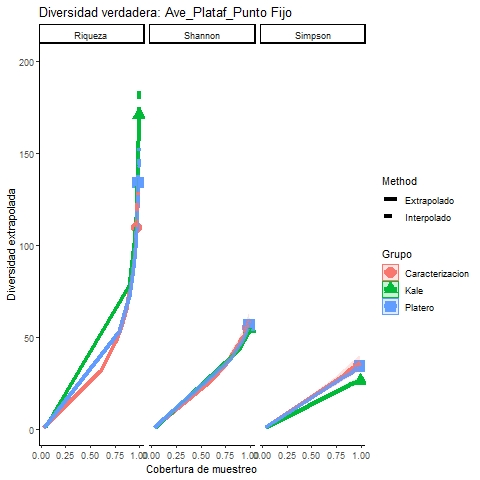 Diversidad verdadera: Ave_Plataf_Punto Fijo
Riqueza Shannon Simpson
200
150
100
50
0
Diversidad extrapolada
0.00 0.25 0.50 0.75 1.00 0.00 0.25 0.50 0.75 1.00 0.00 0.25 0.50 0.75 1.00
Cobertura de muestreo
Method
Extrapolado
Interpolado
Grupo
Caracterizacion
Kale
Platero